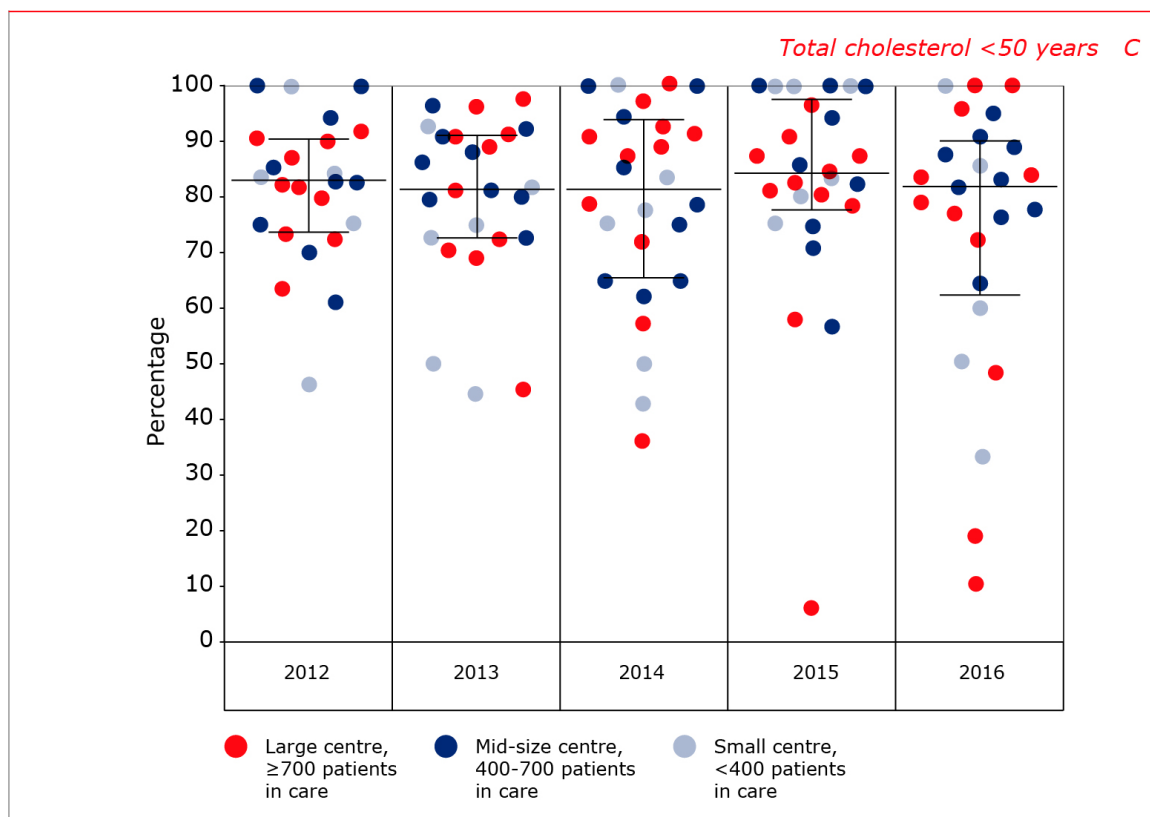 Total cholesterol <50 years C
100
90
80
70
60
50
40
30
20
10
0
Percentage
2012
2013
2014
2015
2016
Large centre,
≥700 patients
in care
Mid-size centre,
400-700 patients
in care
Small centre,
<400 patients
in care